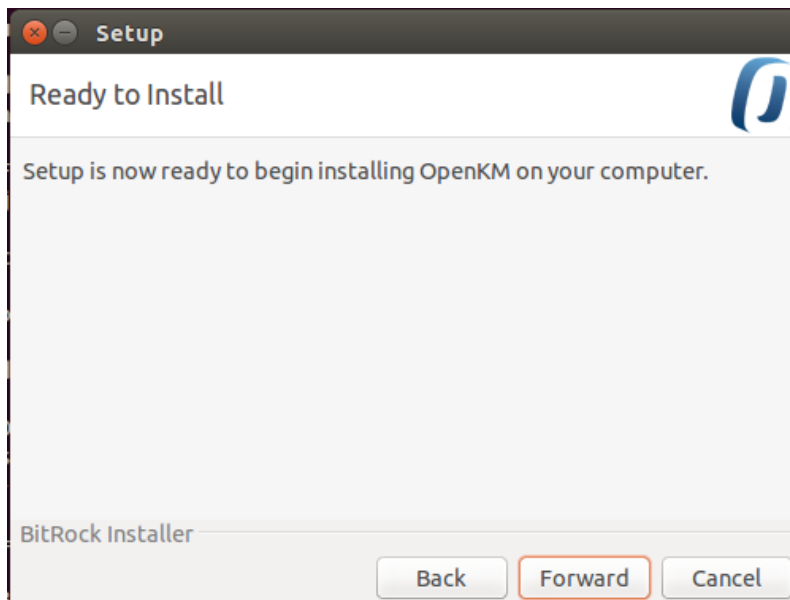 Setup
Ready to Install
Setup is now ready to begin installing OpenKM on your computer.
BitRock Installer
Back
Forward
Cancel